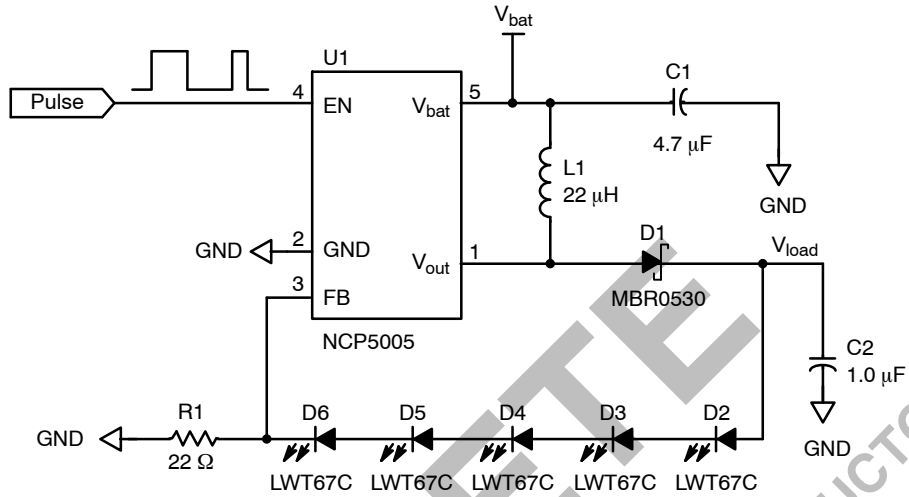 V_bat
U1
C1
Pulse
4
EN
V_bat
5
4.7 μF
L1
22 μH
GND
GND
2
GND
V_out
1
D1
V_load
MBR0530
3
FB
NCP5005
C2
1.0 μF
GND
R1
D6
D5
D4
D3
D2
GND
22 Ω
LWT67C
LWT67C
LWT67C
LWT67C
LWT67C